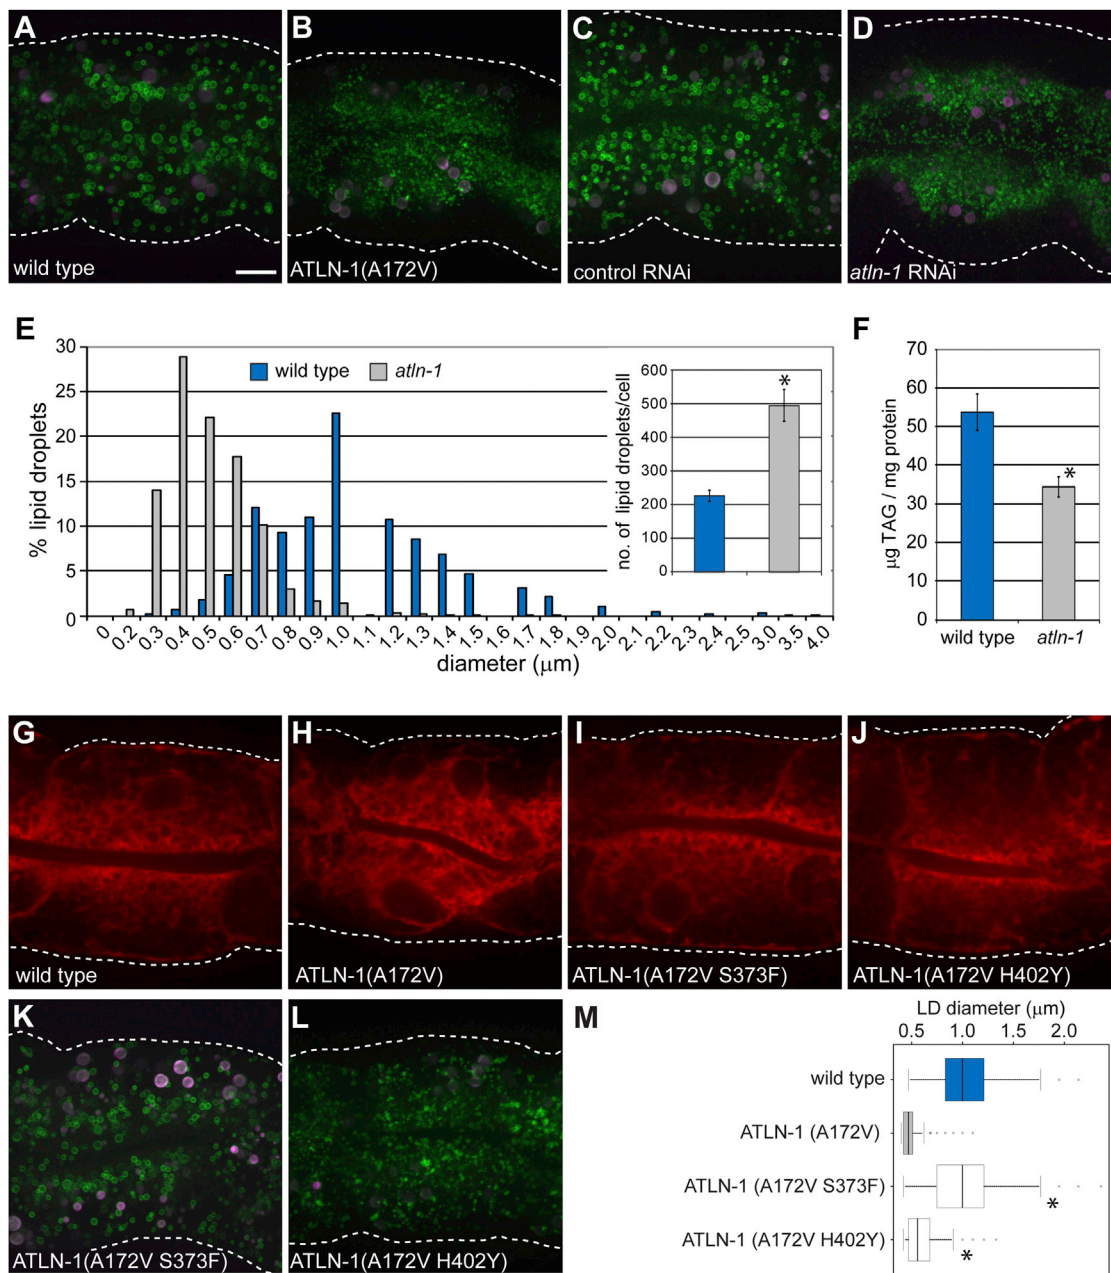 A B C D
wild type ATLN-1(A172V) control RNAi atln-1 RNAi
E
% lipid droplets
30
25
20
15
10
5
0
wild type atln-1
0 0.2 0.3 0.4 0.5 0.6 0.7 0.8 0.9 1.0 1.1 1.2 1.3 1.4 1.5 1.6 1.7 1.8 1.9 2.0 2.1 2.2 2.3 2.4 2.5 3.0 3.5 4.0
diameter (μm)
no. of lipid droplets/cell
600
500
400
300
200
100
0
*
F
μg TAG / mg protein
70
60
50
40
30
20
10
0
*
wild type atln-1
G H I J
wild type ATLN-1(A172V) ATLN-1(A172V S373F) ATLN-1(A172V H402Y)
K L
ATLN-1(A172V S373F) ATLN-1(A172V H402Y)
M
LD diameter (μm)
0.5 1.0 1.5 2.0
wild type
ATLN-1 (A172V)
ATLN-1 (A172V S373F)
*
ATLN-1 (A172V H402Y)
*